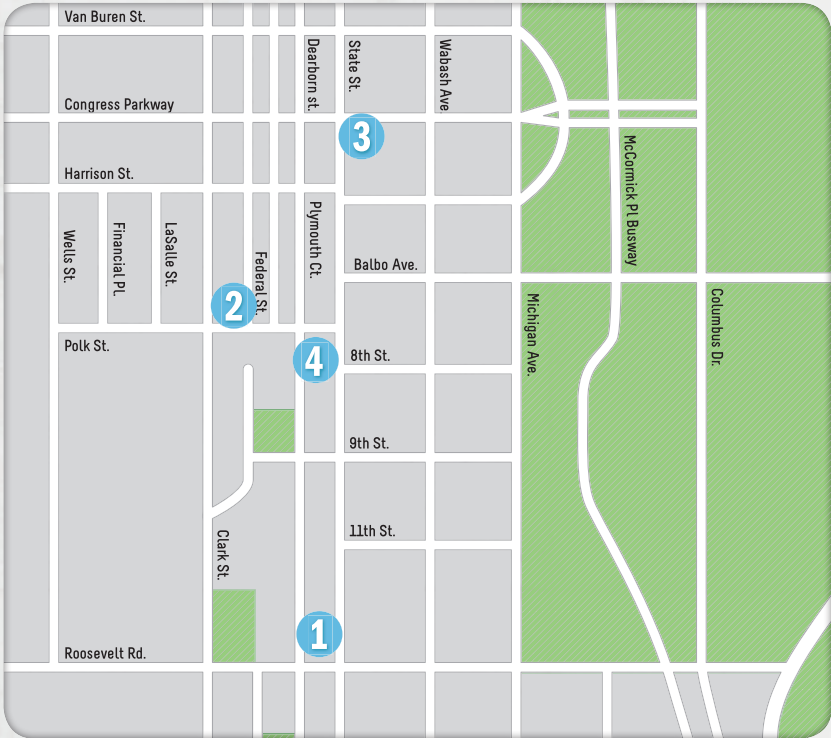 Van Buren St.
Dearborn st.
State St.
Wabash Ave.
Congress Parkway
3
Harrison St.
McCormick Pl Busway
Wells St.
Financial Pl.
LaSalle St.
Federal St.
Plymouth Ct.
Balbo Ave.
2
Michigan Ave.
Columbus Dr.
Polk St.
4
8th St.
9th St.
11th St.
Clark St.
1
Roosevelt Rd.